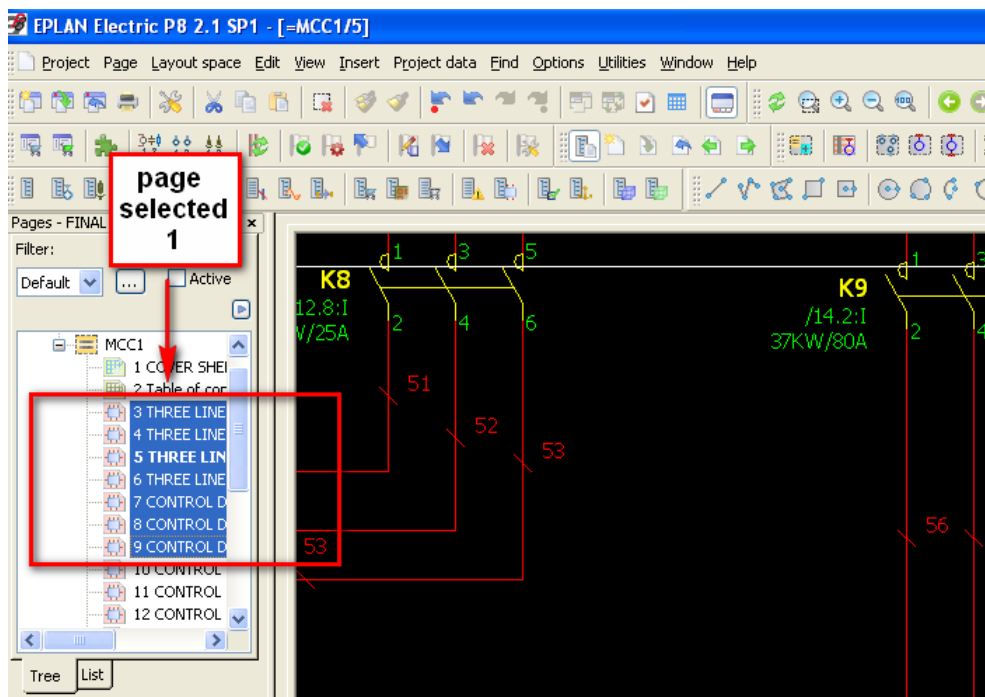 EPLAN Electric P8 2.1 SP1 - [=MCC1/5]
Project Page Layout space Edit View Insert Project data Find Options Utilities Window Help
page
selected
1
Pages - FINAL
Filter:
Default
...
Active
MCC1
1 COVER SHEI
2 Table of cor
3 THREE LINE
4 THREE LINE
5 THREE LIN
6 THREE LINE
7 CONTROL D
8 CONTROL D
9 CONTROL D
10 CONTROL
11 CONTROL
12 CONTROL
Tree List
1 3 5
K8
12.8:I
V/25A
2 4 6
51
52
53
53
1 3
K9
/14.2:I
37KW/80A
2 4
56